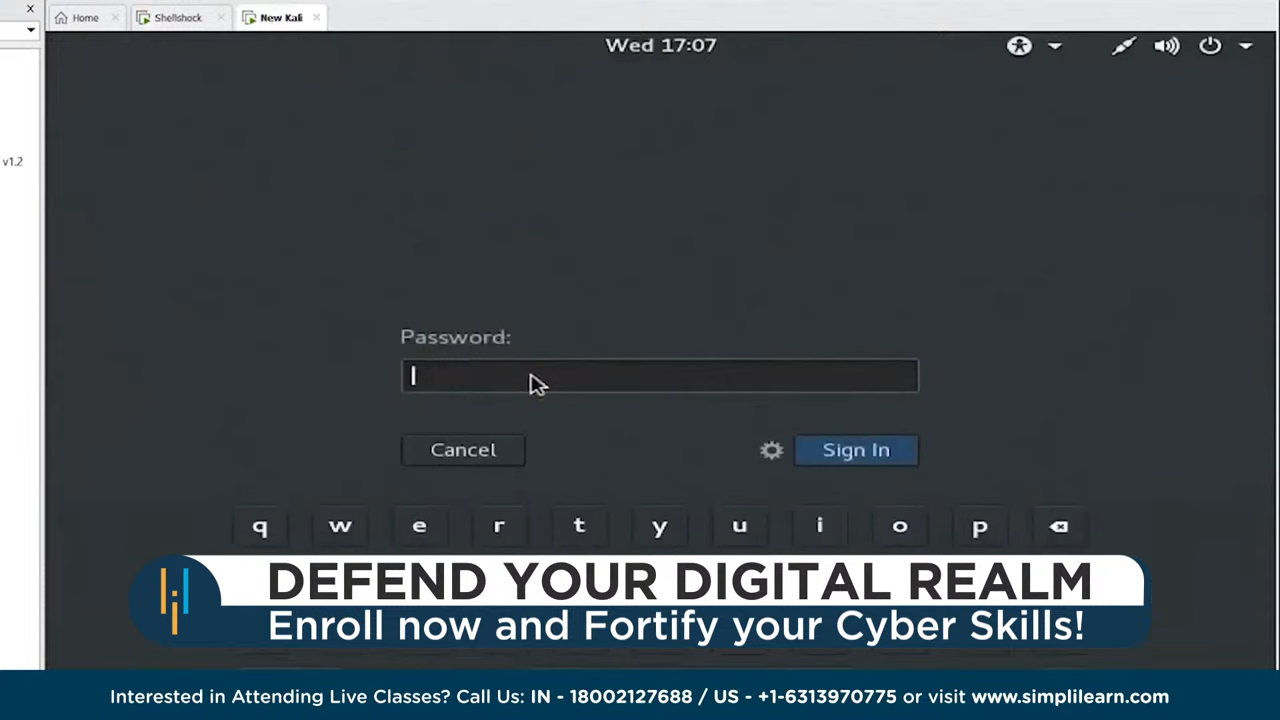 Home
Shellshock
New Kali
Wed 17:07
v1.2
Password:
Cancel
Sign In
q w e r t y u i o p
DEFEND YOUR DIGITAL REALM
Enroll now and Fortify your Cyber Skills!
Interested in Attending Live Classes? Call Us: IN - 18002127688 / US - +1-6313970775 or visit www.simplilearn.com